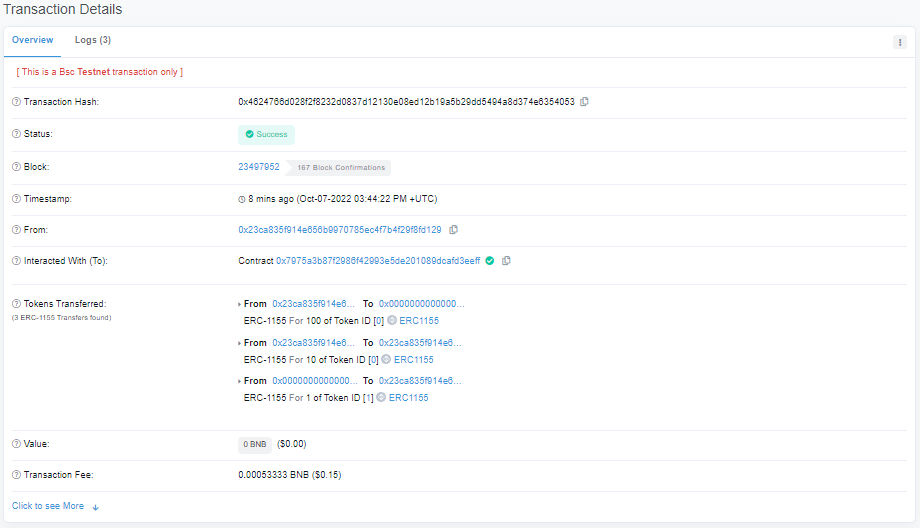 Transaction Details
Overview Logs (3)
[ This is a Bsc Testnet transaction only ]
Transaction Hash: 0x4624766d028f2f8232d0837d12130e08ed12b19a5b29dd5494a8d374e6354053
Status: Success
Block: 23497952 167 Block Confirmations
Timestamp: 8 mins ago (Oct-07-2022 03:44:22 PM +UTC)
From: 0x23ca835f914e656b9970785ec4f7b4f29f8fd129
Interacted With (To): Contract 0x7975a3b87f2986f42993e5de201089dcafd3eeff
Tokens Transferred: From 0x23ca835f914e6... To 0x0000000000000...
(3 ERC-1155 Transfers found)
ERC-1155 For 100 of Token ID [0] ERC1155
From 0x23ca835f914e6... To 0x23ca835f914e6...
ERC-1155 For 10 of Token ID [0] ERC1155
From 0x0000000000000... To 0x23ca835f914e6...
ERC-1155 For 1 of Token ID [1] ERC1155
Value: 0 BNB ($0.00)
Transaction Fee: 0.00053333 BNB ($0.15)
Click to see More